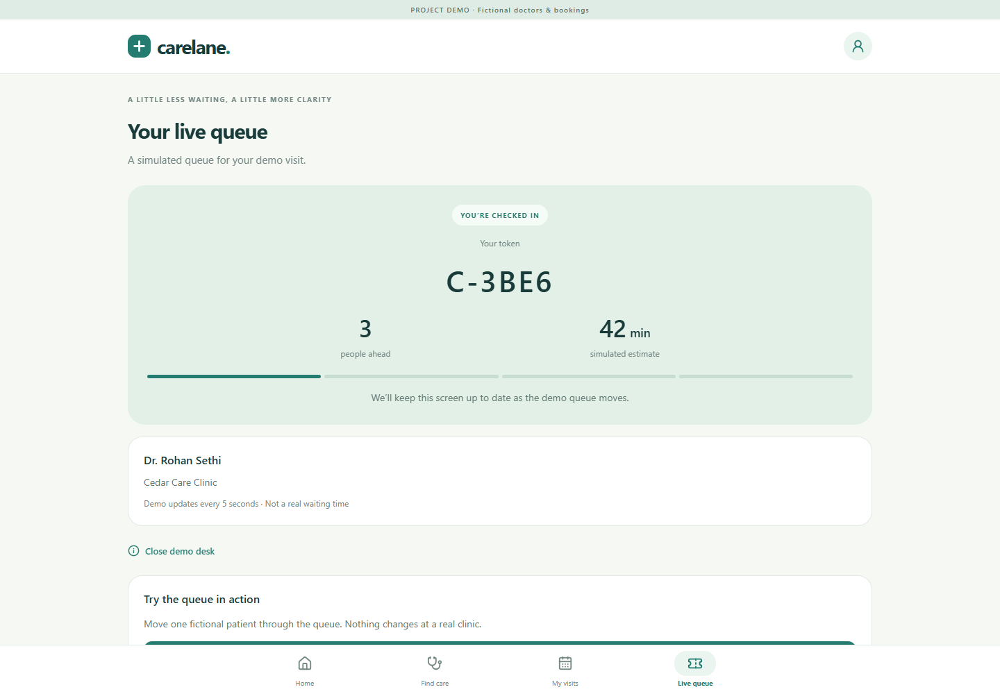 PROJECT DEMO · Fictional doctors & bookings
carelane.
A LITTLE LESS WAITING, A LITTLE MORE CLARITY
Your live queue
A simulated queue for your demo visit.
YOU’RE CHECKED IN
Your token
C-3BE6
3
people ahead
42 min
simulated estimate
We’ll keep this screen up to date as the demo queue moves.
Dr. Rohan Sethi
Cedar Care Clinic
Demo updates every 5 seconds · Not a real waiting time
Close demo desk
Try the queue in action
Move one fictional patient through the queue. Nothing changes at a real clinic.
Home
Find care
My visits
Live queue